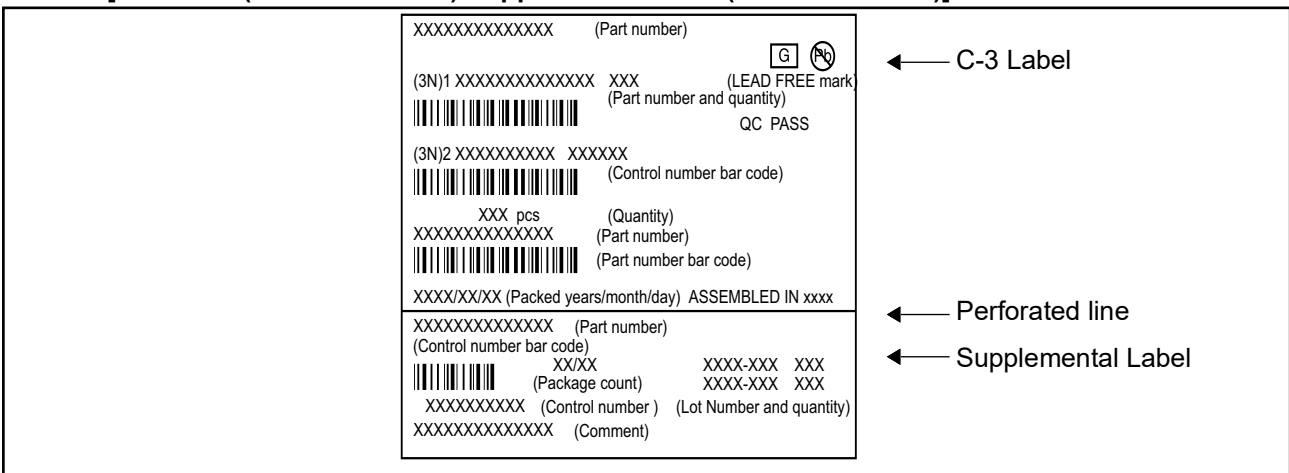 XXXXXXXXXXXXXX (Part number)
G Pb
C-3 Label
(3N)1 XXXXXXXXXXXXXX XXX (LEAD FREE mark)
(Part number and quantity)
QC PASS
(3N)2 XXXXXXXXXX XXXXXX
(Control number bar code)
XXX pcs (Quantity)
XXXXXXXXXXXXXX (Part number)
(Part number bar code)
XXXX/XX/XX (Packed years/month/day) ASSEMBLED IN xxxx
Perforated line
XXXXXXXXXXXXXX (Part number)
(Control number bar code)
Supplemental Label
XX/XX XXXX-XXX XXX
(Package count) XXXX-XXX XXX
XXXXXXXXXX (Control number ) (Lot Number and quantity)
XXXXXXXXXXXXXX (Comment)